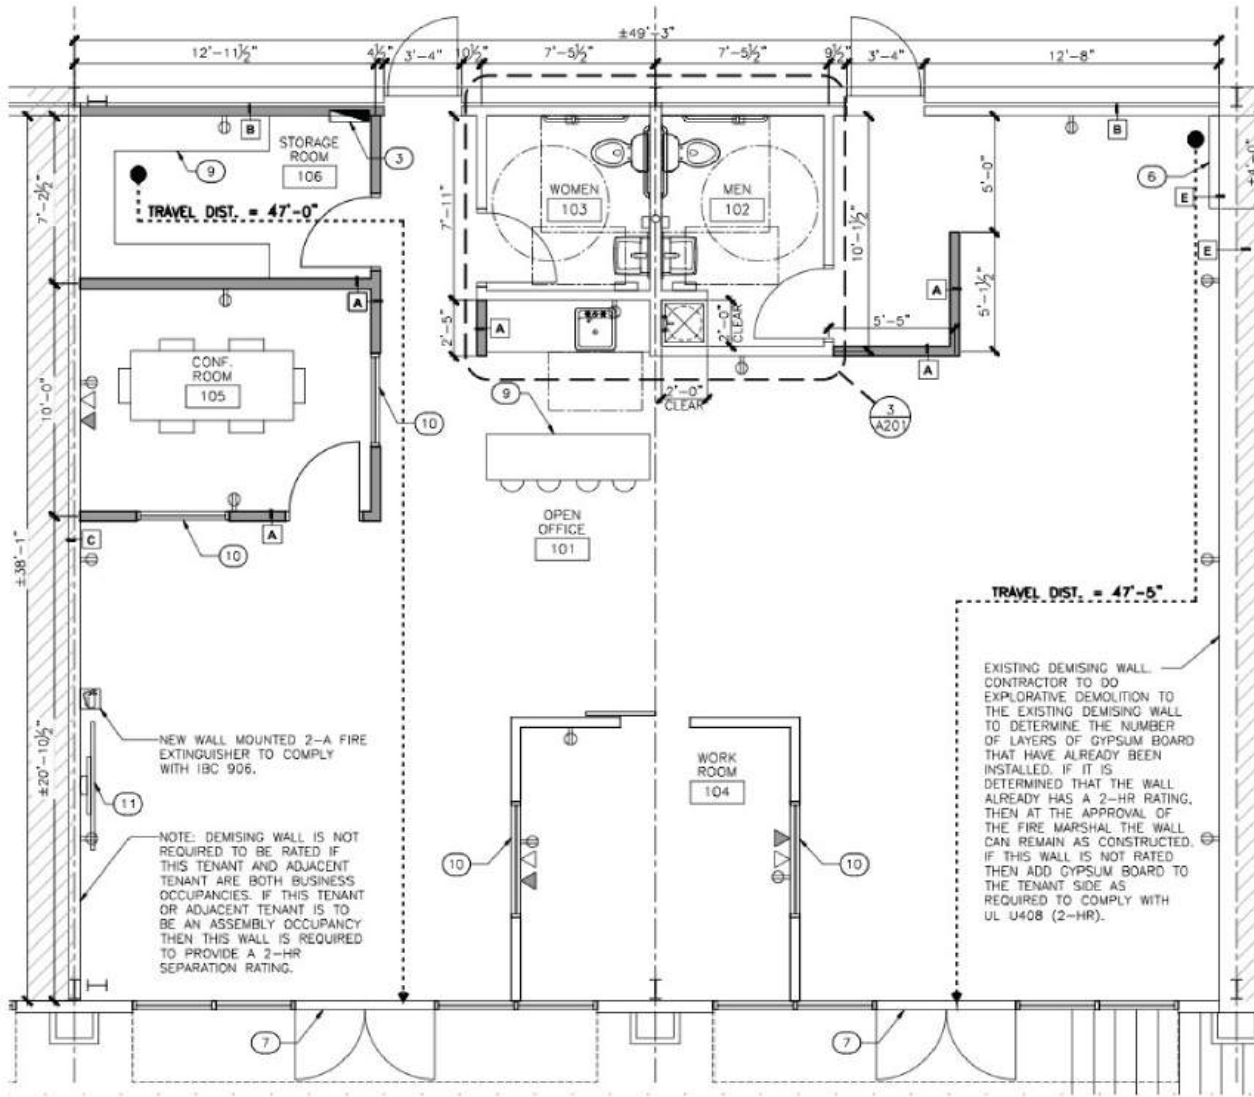 ±49'-3"
12'-11½"
4½"
3'-4"
10½"
7'-5½"
7'-5½"
9½"
3'-4"
12'-8"
B
STORAGE
ROOM
106
3
9
7'-2½"
TRAVEL DIST. = 47'-0"
7'-11"
WOMEN
103
MEN
102
10'-1½"
5'-0"
B
6
±4'-0"
E
E
A
A
2'-5"
A
2'-0"
CLEAR
5'-5"
5'-1½"
A
A
CONF.
ROOM
105
10'-0"
10
9
2'-0"
CLEAR
3
A201
C
10
A
OPEN
OFFICE
101
±38'-1"
TRAVEL DIST. = 47'-5"
EXISTING DEMISING WALL.
CONTRACTOR TO DO
EXPLORATIVE DEMOLITION TO
THE EXISTING DEMISING WALL
TO DETERMINE THE NUMBER
OF LAYERS OF GYPSUM BOARD
THAT HAVE ALREADY BEEN
INSTALLED. IF IT IS
DETERMINED THAT THE WALL
ALREADY HAS A 2-HR RATING,
THEN AT THE APPROVAL OF
THE FIRE MARSHAL THE WALL
CAN REMAIN AS CONSTRUCTED.
IF THIS WALL IS NOT RATED
THEN ADD GYPSUM BOARD TO
THE TENANT SIDE AS
REQUIRED TO COMPLY WITH
UL U408 (2-HR).
±20'-10½"
NEW WALL MOUNTED 2-A FIRE
EXTINGUISHER TO COMPLY
WITH IBC 906.
11
WORK
ROOM
104
10
10
NOTE: DEMISING WALL IS NOT
REQUIRED TO BE RATED IF
THIS TENANT AND ADJACENT
TENANT ARE BOTH BUSINESS
OCCUPANCIES. IF THIS TENANT
OR ADJACENT TENANT IS TO
BE AN ASSEMBLY OCCUPANCY
THEN THIS WALL IS REQUIRED
TO PROVIDE A 2-HR
SEPARATION RATING.
7
7